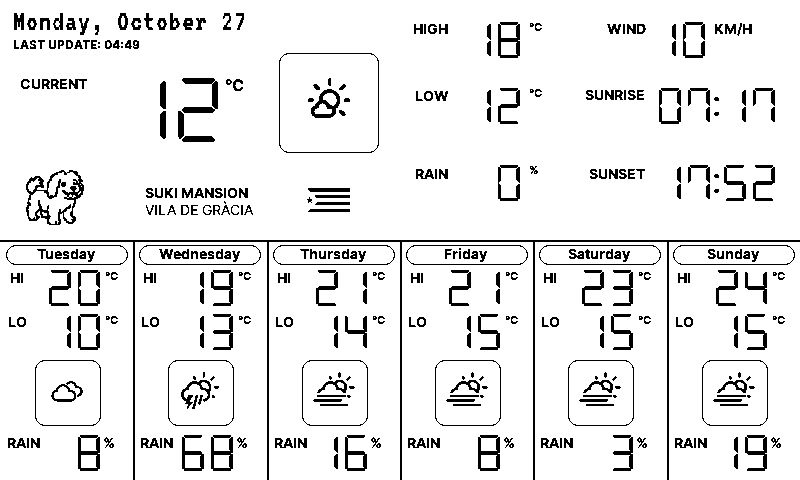 Monday, October 27
LAST UPDATE: 04:49
CURRENT 12 °C
SUKI MANSION
VILA DE GRÀCIA
HIGH 18 °C
LOW 12 °C
RAIN 0 %
WIND 10 KM/H
SUNRISE 07:17
SUNSET 17:52
Tuesday
HI 20 °C
LO 10 °C
RAIN 8 %
Wednesday
HI 19 °C
LO 13 °C
RAIN 68 %
Thursday
HI 21 °C
LO 14 °C
RAIN 16 %
Friday
HI 21 °C
LO 15 °C
RAIN 8 %
Saturday
HI 23 °C
LO 15 °C
RAIN 3 %
Sunday
HI 24 °C
LO 15 °C
RAIN 19 %